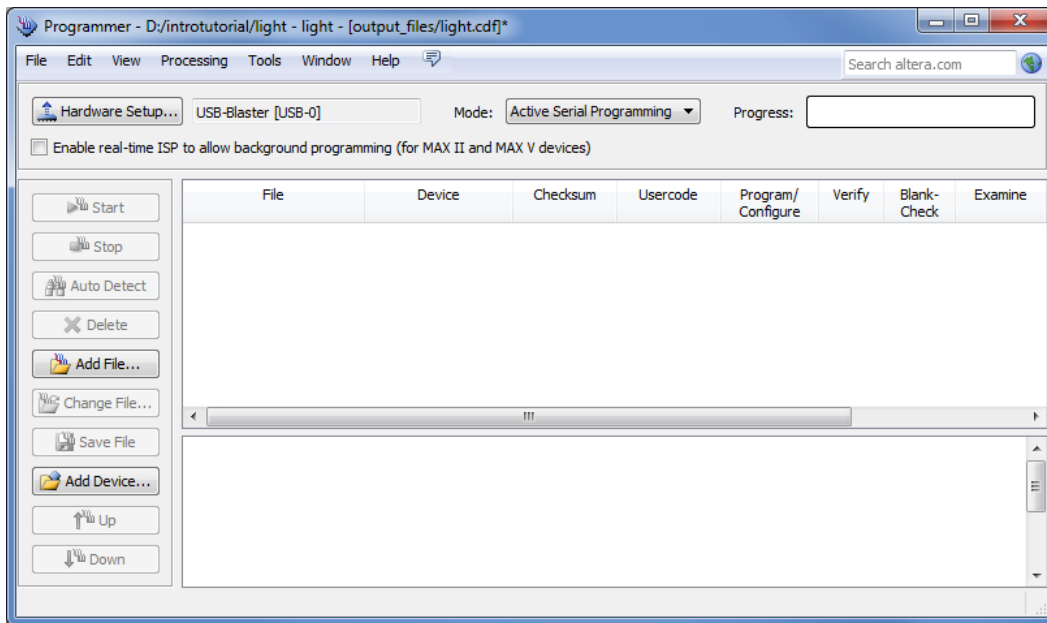 Programmer - D:/introtutorial/light - light - [output_files/light.cdf]*
File Edit View Processing Tools Window Help Search altera.com
Hardware Setup... USB-Blaster [USB-0] Mode: Active Serial Programming Progress:
Enable real-time ISP to allow background programming (for MAX II and MAX V devices)
File Device Checksum Usercode Program/ Verify Blank- Examine
Configure Check
Start
Stop
Auto Detect
Delete
Add File...
Change File...
Save File
Add Device...
Up
Down